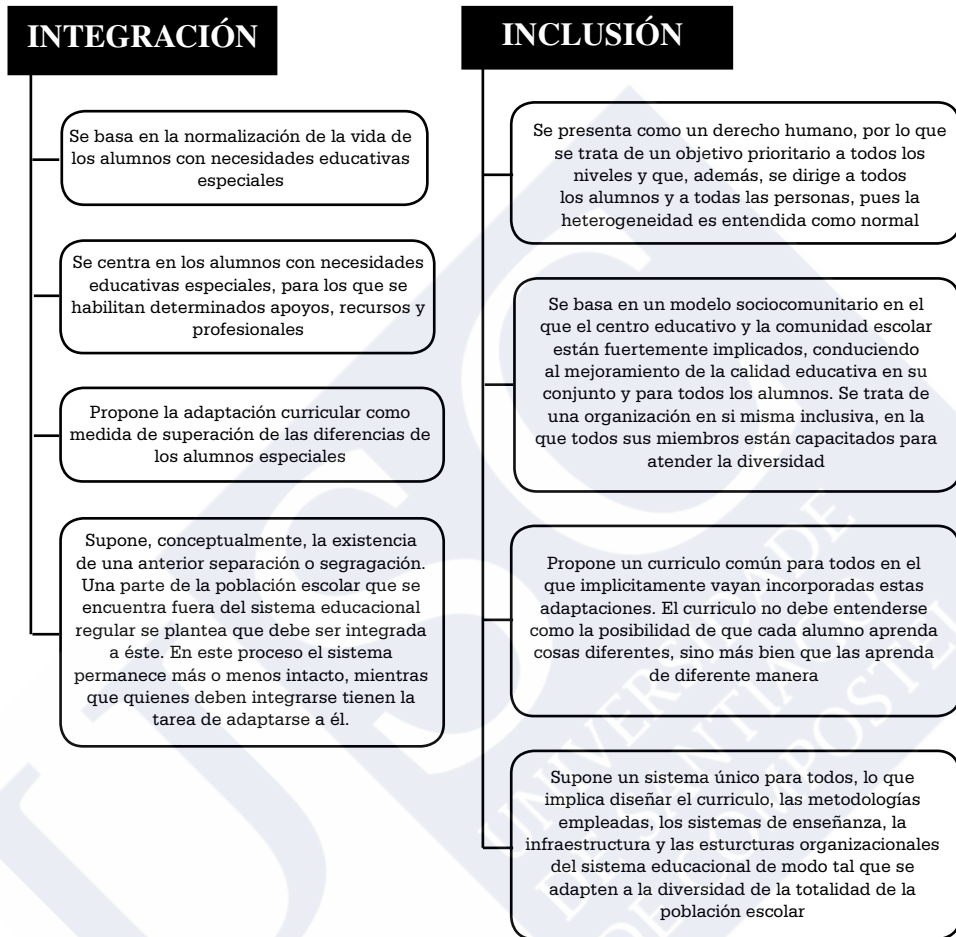 INTEGRACIÓN
Se basa en la normalización de la vida de
los alumnos con necesidades educativas
especiales
Se centra en los alumnos con necesidades
educativas especiales, para los que se
habilitan determinados apoyos, recursos y
profesionales
Propone la adaptación curricular como
medida de superación de las diferencias de
los alumnos especiales
Supone, conceptualmente, la existencia
de una anterior separación o segragación.
Una parte de la población escolar que se
encuentra fuera del sistema educacional
regular se plantea que debe ser integrada
a éste. En este proceso el sistema
permanece más o menos intacto, mientras
que quienes deben integrarse tienen la
tarea de adaptarse a él.
INCLUSIÓN
Se presenta como un derecho humano, por lo que
se trata de un objetivo prioritario a todos los
niveles y que, además, se dirige a todos
los alumnos y a todas las personas, pues la
heterogeneidad es entendida como normal
Se basa en un modelo sociocomunitario en el
que el centro educativo y la comunidad escolar
están fuertemente implicados, conduciendo
al mejoramiento de la calidad educativa en su
conjunto y para todos los alumnos. Se trata de
una organización en si misma inclusiva, en la
que todos sus miembros están capacitados para
atender la diversidad
Propone un curriculo común para todos en el
que implicitamente vayan incorporadas estas
adaptaciones. El curriculo no debe entenderse
como la posibilidad de que cada alumno aprenda
cosas diferentes, sino más bien que las aprenda
de diferente manera
Supone un sistema único para todos, lo que
implica diseñar el curriculo, las metodologías
empleadas, los sistemas de enseñanza, la
infraestructura y las esturcturas organizacionales
del sistema educacional de modo tal que se
adapten a la diversidad de la totalidad de la
población escolar
USC
UNIVERSIDADE
DE SANTIAGO
DE COMPOSTELA